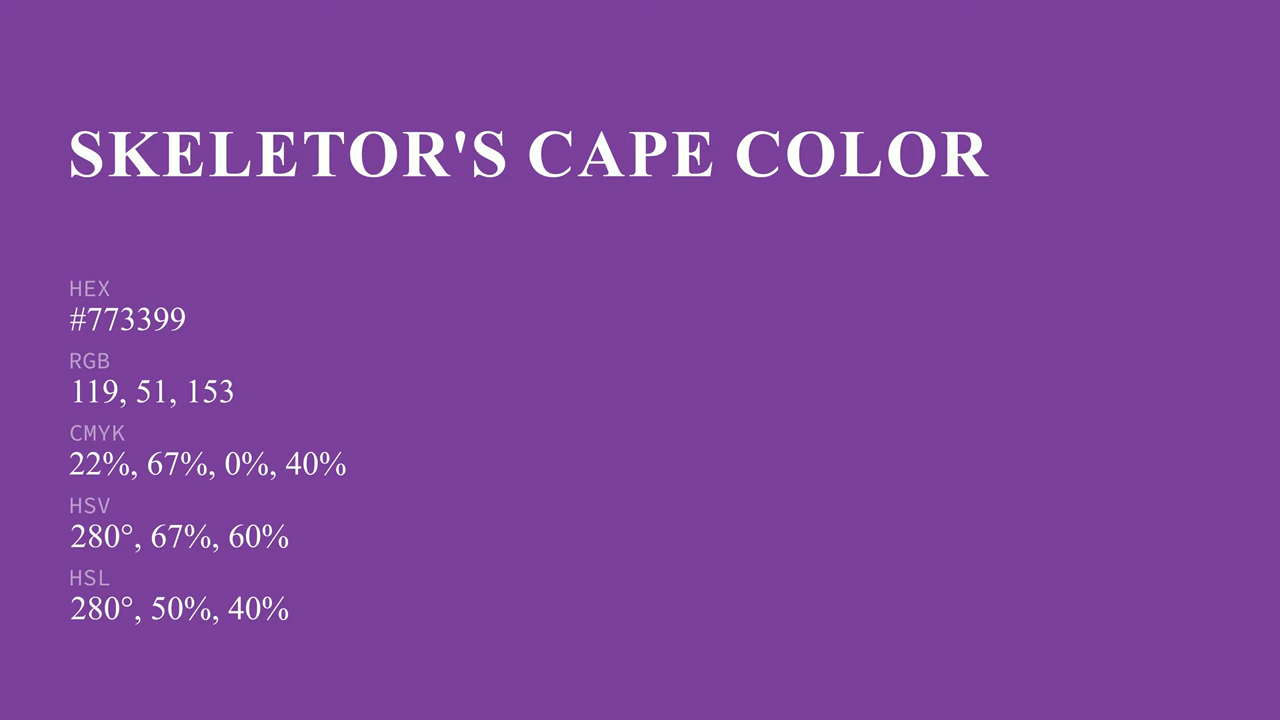 SKELETOR'S CAPE COLOR
HEX
#773399
RGB
119, 51, 153
CMYK
22%, 67%, 0%, 40%
HSV
280°, 67%, 60%
HSL
280°, 50%, 40%